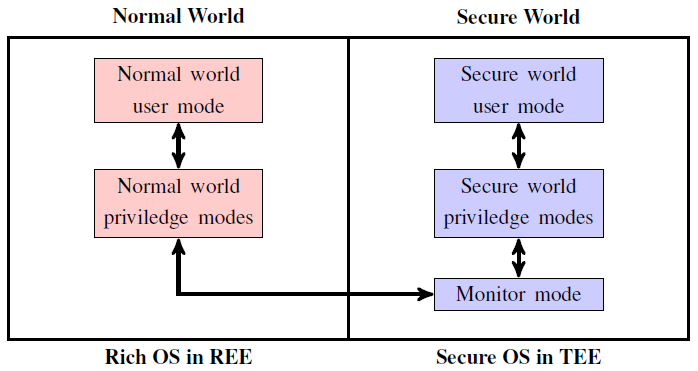 Normal World
Secure World
Normal world
user mode
Secure world
user mode
Normal world
priviledge modes
Secure world
priviledge modes
Monitor mode
Rich OS in REE
Secure OS in TEE